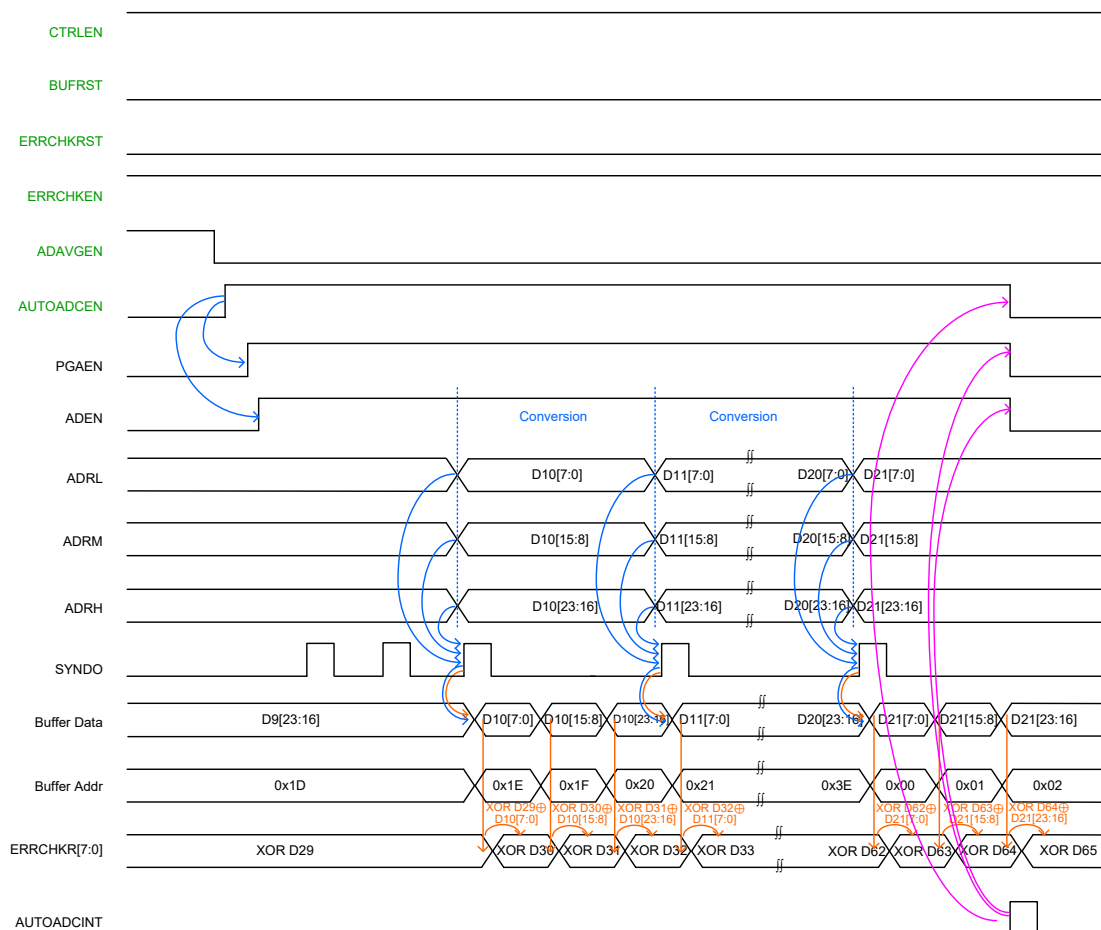 CTRLEN
BUFRST
ERRCHKRST
ERRCHKEN
ADAVGEN
AUTOADCEN
PGAEN
ADEN Conversion Conversion
ADRL D10[7:0] D11[7:0] D20[7:0] D21[7:0]
ADRM D10[15:8] D11[15:8] D20[15:8] D21[15:8]
ADRH D10[23:16] D11[23:16] D20[23:16] D21[23:16]
SYNDO
Buffer Data D9[23:16] D10[7:0] D10[15:8] D10[23:16] D11[7:0] D20[23:16] D21[7:0] D21[15:8] D21[23:16]
Buffer Addr 0x1D 0x1E 0x1F 0x20 0x21 0x3E 0x00 0x01 0x02
XOR D29⊕ XOR D30⊕ XOR D31⊕ XOR D32⊕ XOR D62⊕ XOR D63⊕ XOR D64⊕
D10[7:0] D10[15:8] D10[23:16] D11[7:0] D21[7:0] D21[15:8] D21[23:16]
ERRCHKR[7:0] XOR D29 XOR D30 XOR D31 XOR D32 XOR D33 XOR D62 XOR D63 XOR D64 XOR D65
AUTOADCINT